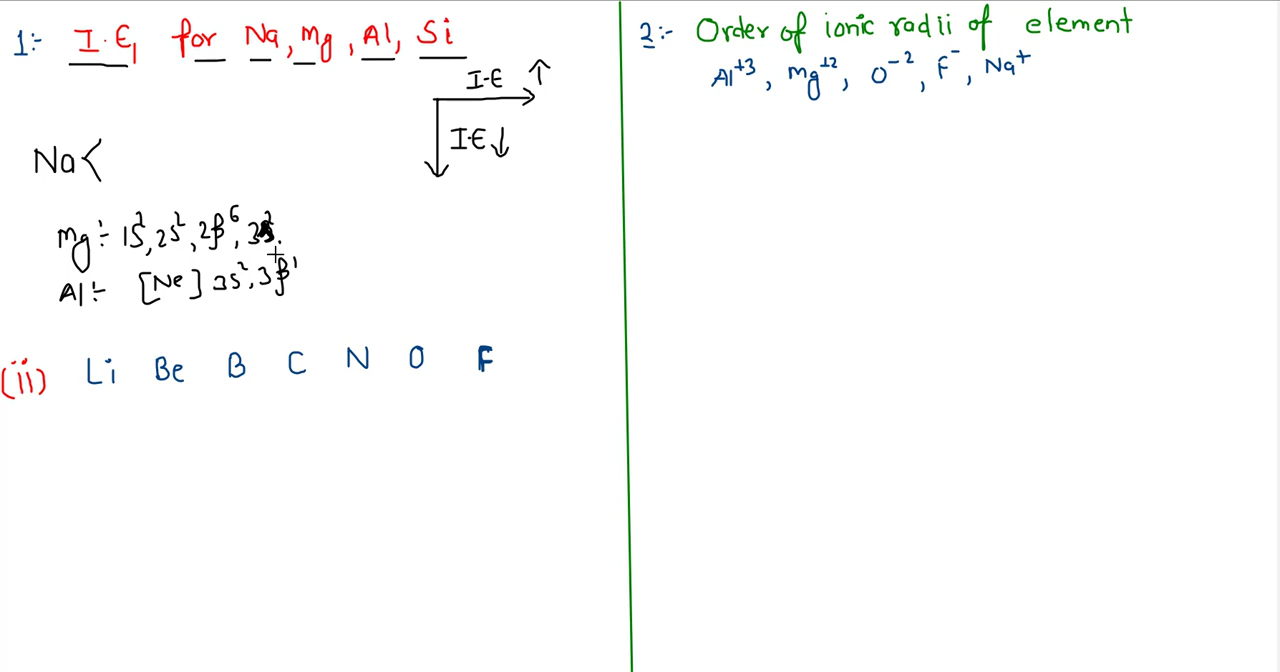 1:- I.E₁ for Na, Mg, Al, Si
I.E ↑
I.E ↓
Na <
Mg:- 1s², 2s², 2p⁶, 3s².
Al:- [Ne] 3s², 3p¹
(ii) Li Be B C N O F
2:- Order of ionic radii of element
Al⁺³, Mg⁺², O⁻², F⁻, Na⁺